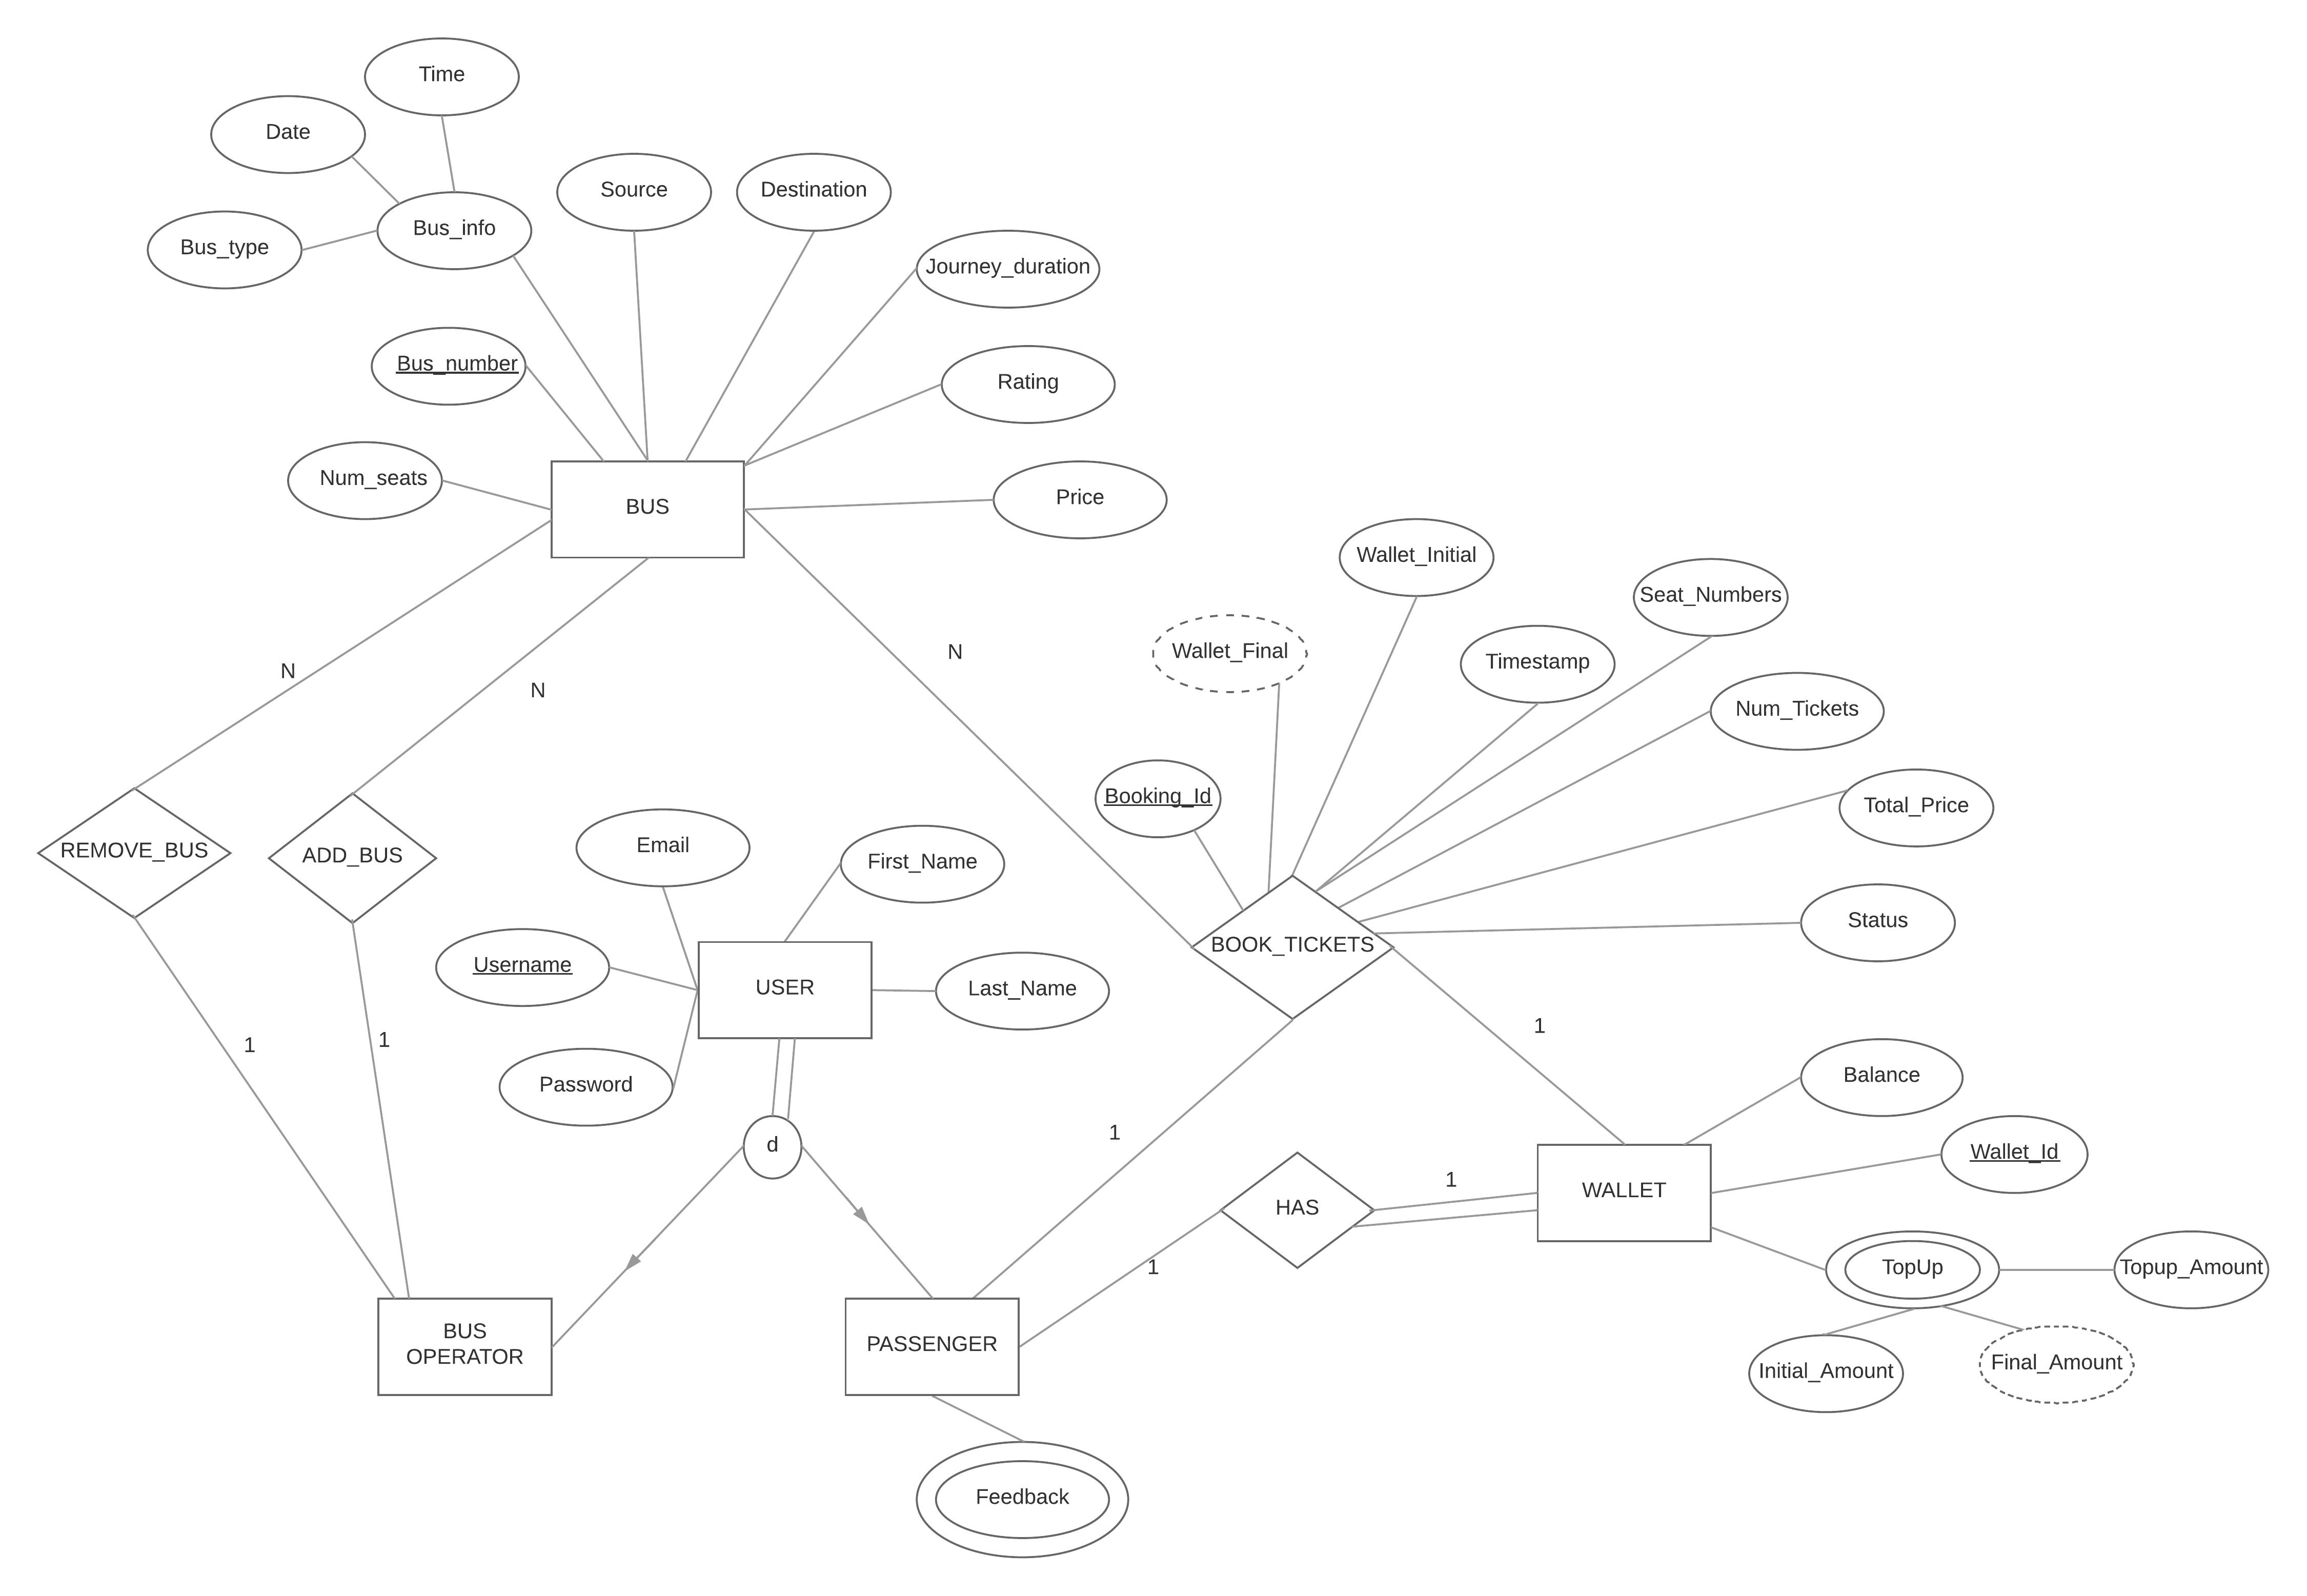 Time
Date
Source
Destination
Bus_info
Bus_type
Journey_duration
Bus_number
Rating
Num_seats
Price
BUS
Wallet_Initial
Seat_Numbers
N
Wallet_Final
Timestamp
N
N
Num_Tickets
Booking_Id
Total_Price
Email
REMOVE_BUS
ADD_BUS
First_Name
Status
BOOK_TICKETS
Username
USER
Last_Name
1
1
1
Balance
Password
1
d
Wallet_Id
1
WALLET
HAS
1
TopUp
Topup_Amount
BUS
OPERATOR
PASSENGER
Initial_Amount
Final_Amount
Feedback